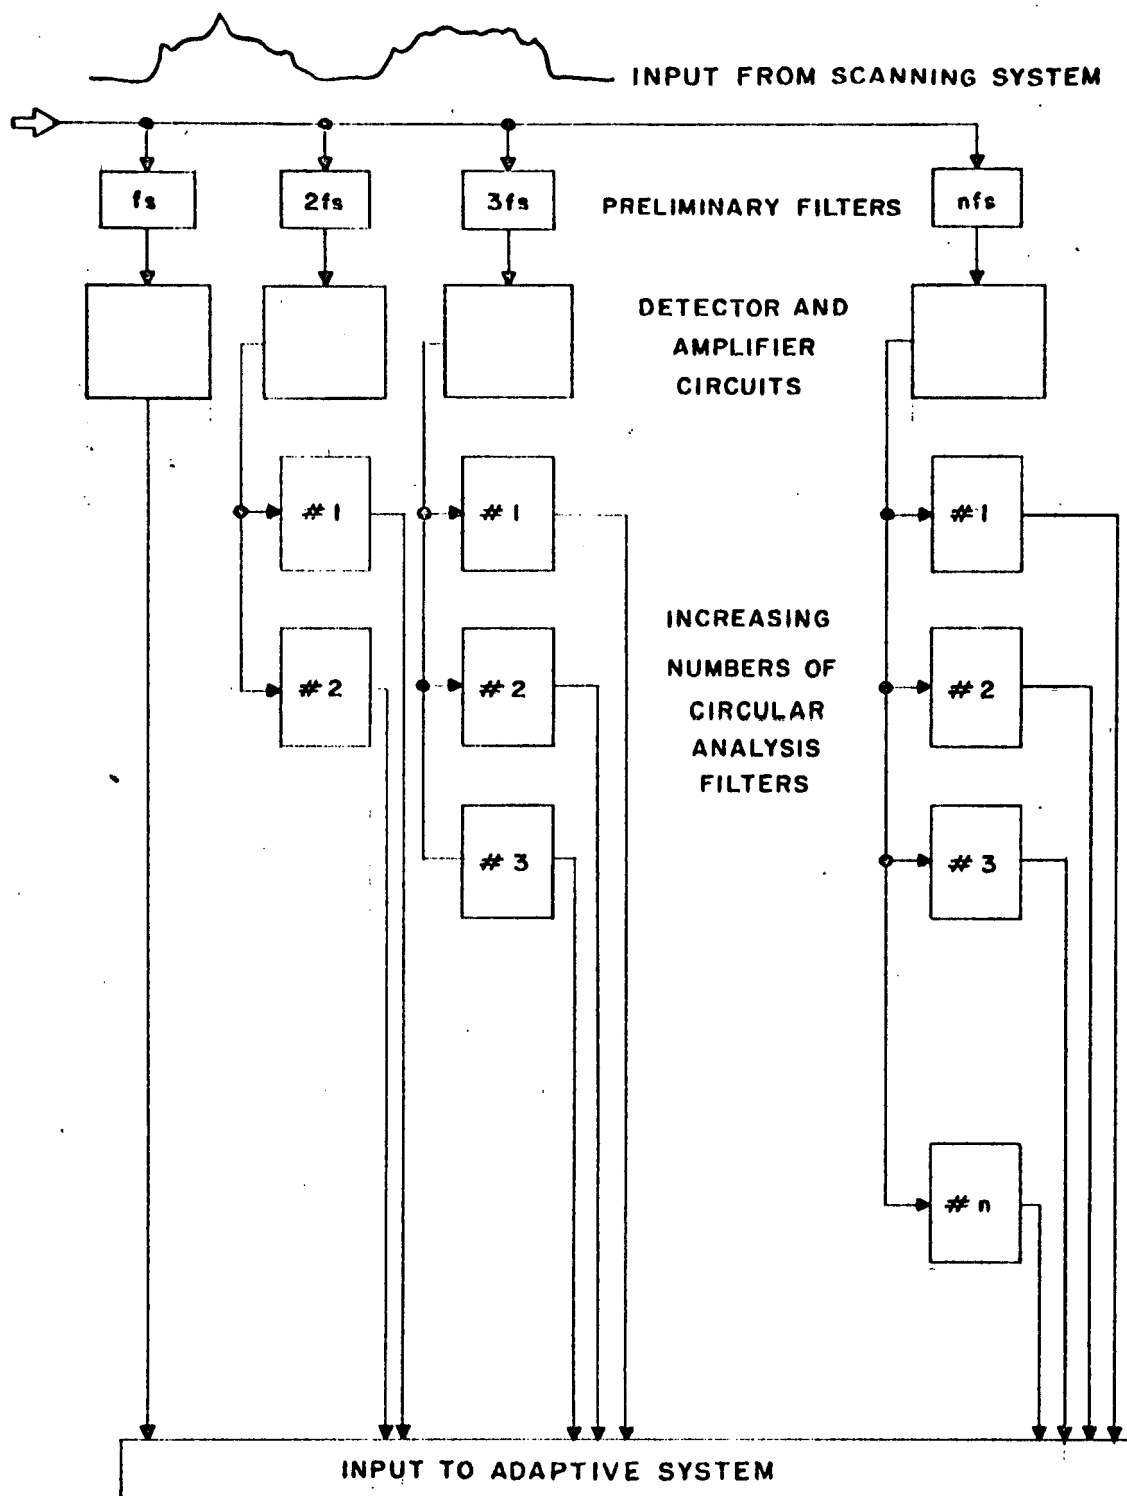 INPUT FROM SCANNING SYSTEM
fs
2fs
3fs
PRELIMINARY FILTERS
nfs
DETECTOR AND
AMPLIFIER
CIRCUITS
#1
#1
#1
INCREASING
NUMBERS OF
CIRCULAR
ANALYSIS
FILTERS
#2
#2
#2
#3
#3
#n
INPUT TO ADAPTIVE SYSTEM